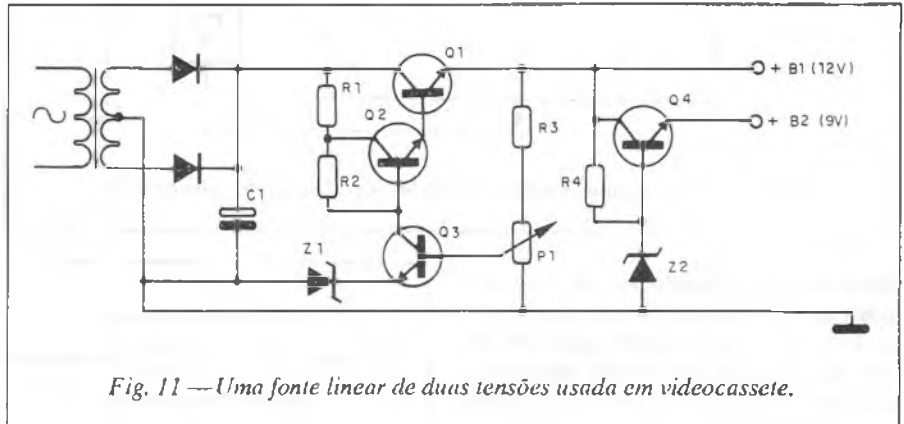 Q1
+ B1 (12V)
R1
Q2
Q4
+ B2 (9V)
R3
R2
R4
C1
Q3
Z1
P1
Z2
Fig. 11 — Uma fonte linear de duas tensões usada em videocassete.